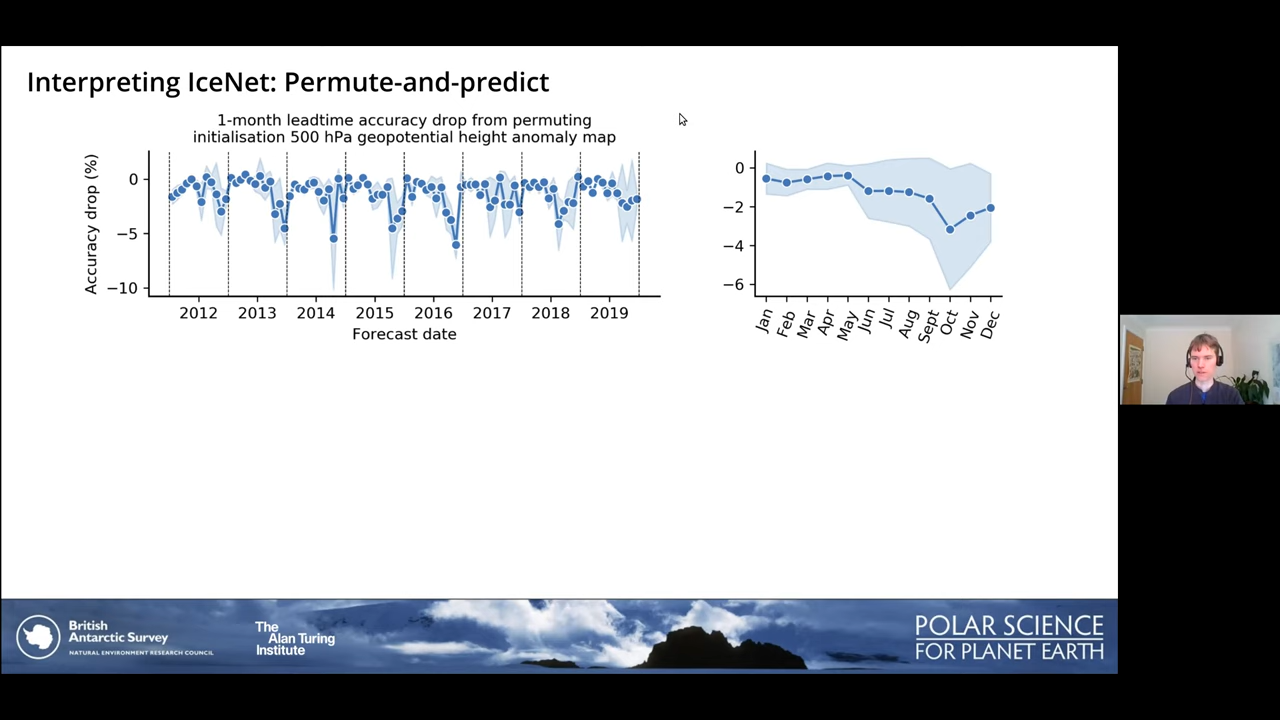 Interpreting IceNet: Permute-and-predict
1-month leadtime accuracy drop from permuting
initialisation 500 hPa geopotential height anomaly map
Accuracy drop (%)
0
−5
−10
2012 2013 2014 2015 2016 2017 2018 2019
Forecast date
0
−2
−4
−6
Jan Feb Mar Apr May Jun Jul Aug Sept Oct Nov Dec
British
Antarctic Survey
NATURAL ENVIRONMENT RESEARCH COUNCIL
The
Alan Turing
Institute
POLAR SCIENCE
FOR PLANET EARTH